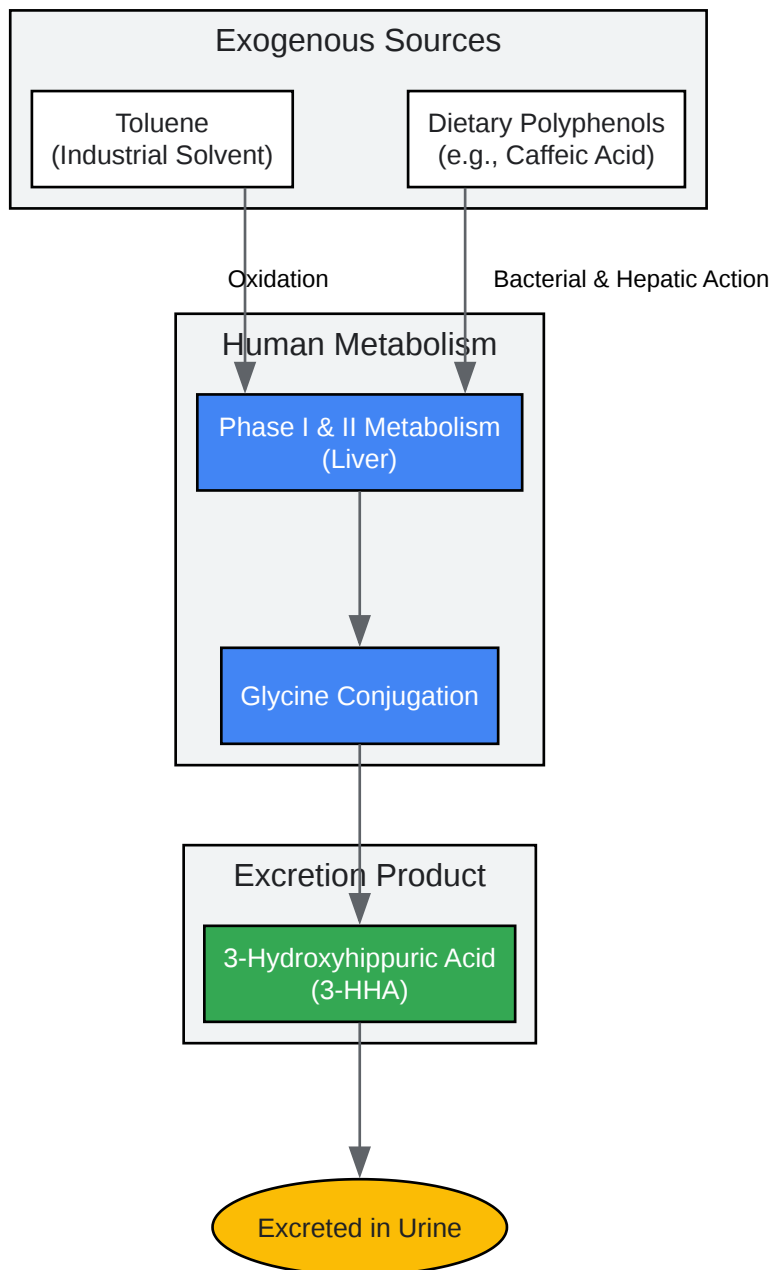 Exogenous Sources
Toluene
(Industrial Solvent)
Dietary Polyphenols
(e.g., Caffeic Acid)
Oxidation
Bacterial & Hepatic Action
Human Metabolism
Phase I & II Metabolism
(Liver)
Glycine Conjugation
Excretion Product
3-Hydroxyhippuric Acid
(3-HHA)
Excreted in Urine